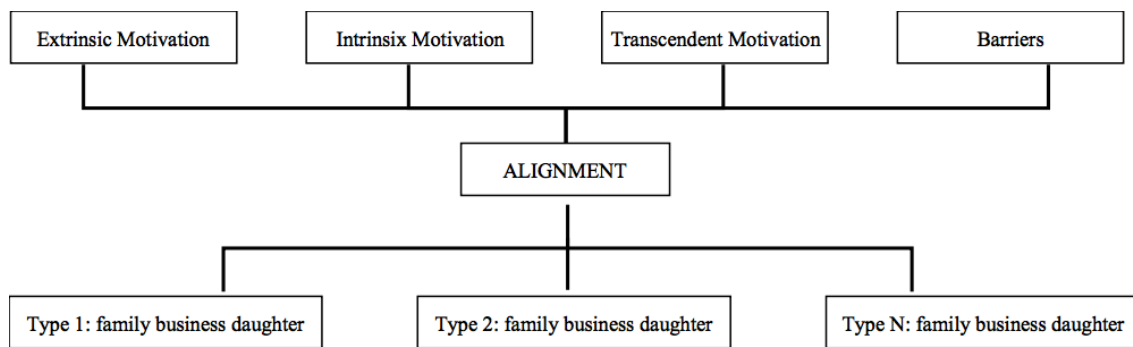 Extrinsic Motivation
Intrinsix Motivation
Transcendent Motivation
Barriers
ALIGNMENT
Type 1: family business daughter
Type 2: family business daughter
Type N: family business daughter